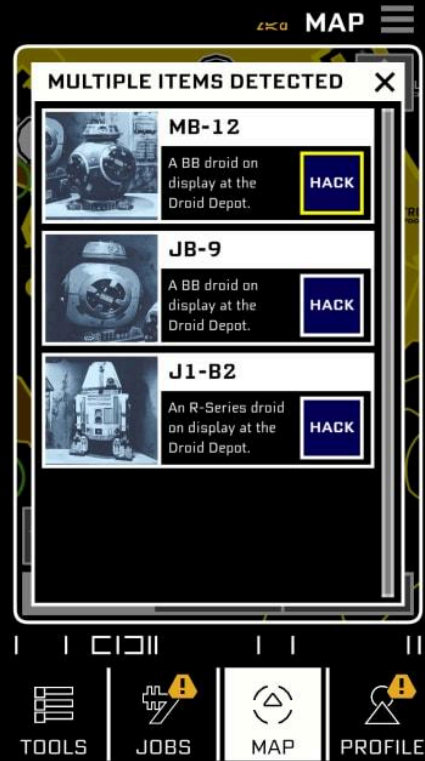 MAP
MULTIPLE ITEMS DETECTED
MB-12
A BB droid on
display at the
Droid Depot.
HACK
JB-9
A BB droid on
display at the
Droid Depot.
HACK
J1-B2
An R-Series droid
on display at the
Droid Depot.
HACK
TOOLS
JOBS
MAP
PROFILE